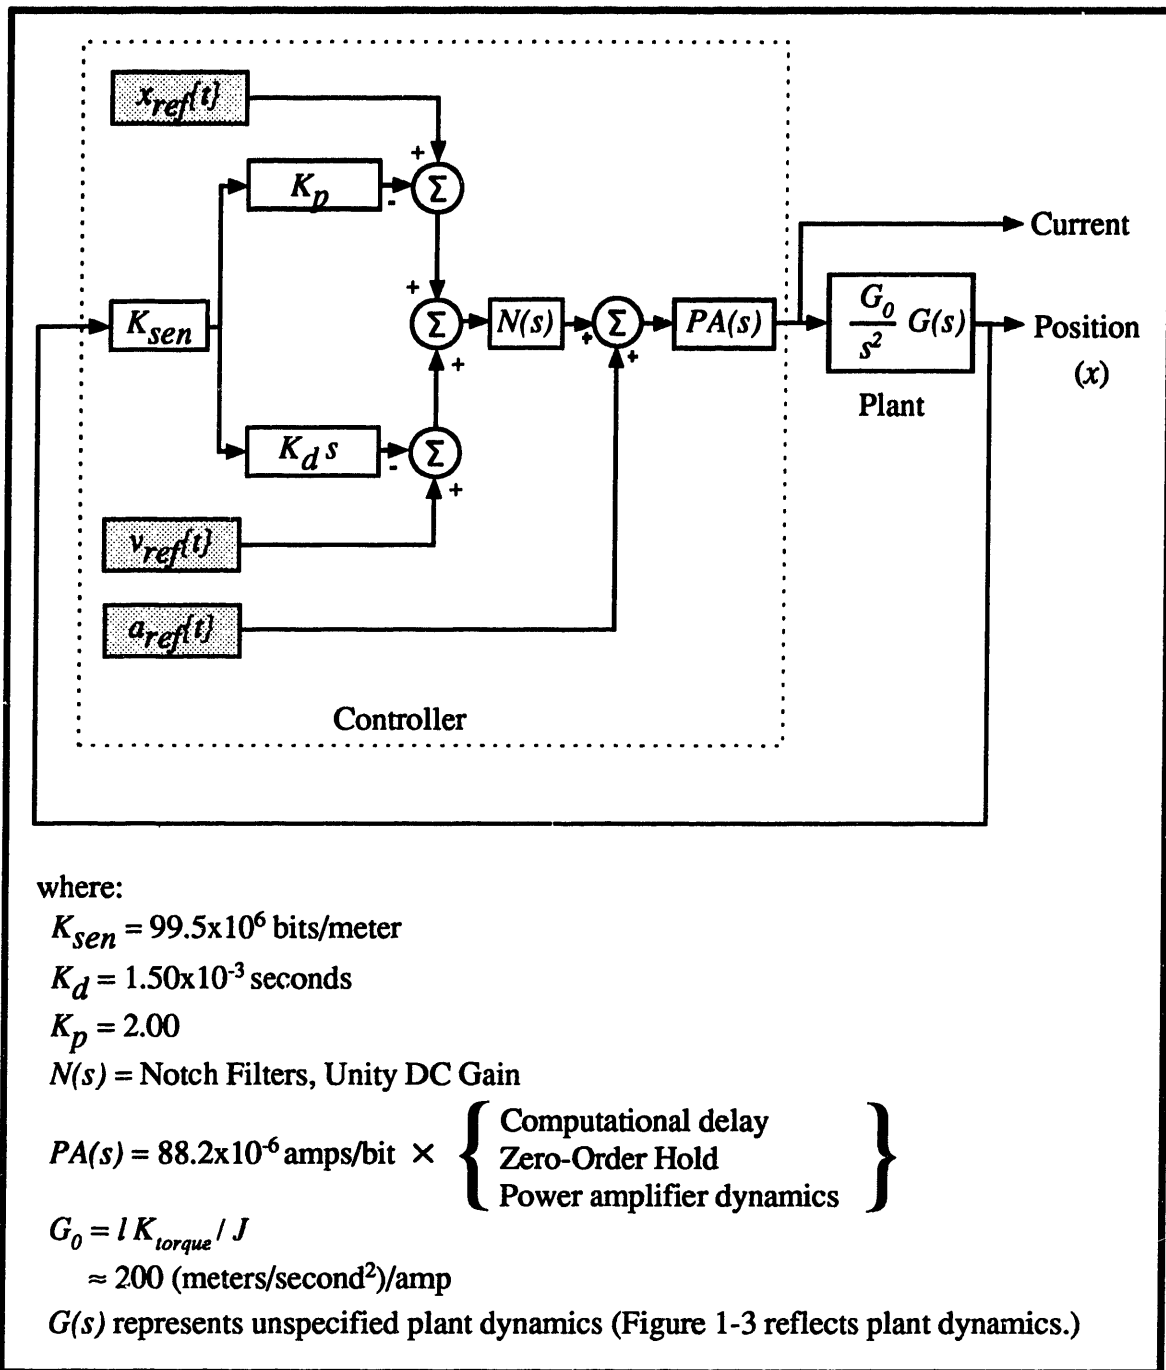 x_ref{t}
+
K_p
-
Σ
+
Current
K_sen
Σ
N(s)
+
Σ
PA(s)
G_0
s^2
G(s)
Position
(x)
+
+
Plant
K_d s
-
Σ
+
v_ref{t}
a_ref{t}
Controller
where:
K_sen = 99.5x10^6 bits/meter
K_d = 1.50x10^-3 seconds
K_p = 2.00
N(s) = Notch Filters, Unity DC Gain
PA(s) = 88.2x10^-6 amps/bit × { Computational delay
Zero-Order Hold
Power amplifier dynamics }
G_0 = l K_torque / J
≈ 200 (meters/second^2)/amp
G(s) represents unspecified plant dynamics (Figure 1-3 reflects plant dynamics.)